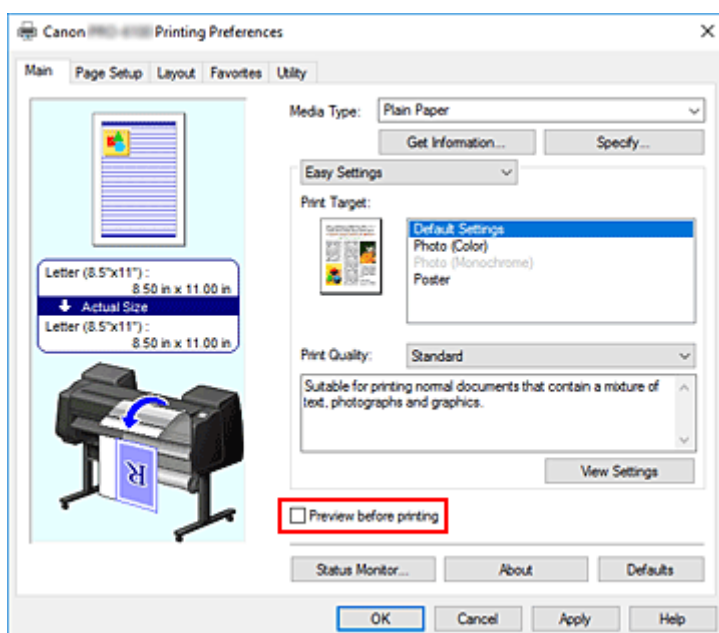 Canon Printing Preferences
Main Page Setup Layout Favorites Utility
Media Type: Plain Paper
Get Information... Specify...
Easy Settings
Print Target:
Default Settings
Photo (Color)
Photo (Monochrome)
Poster
Letter (8.5"x11") :
8.50 in x 11.00 in
Actual Size
Letter (8.5"x11") :
8.50 in x 11.00 in
R
Print Quality: Standard
Suitable for printing normal documents that contain a mixture of
text, photographs and graphics.
View Settings
Preview before printing
Status Monitor... About Defaults
OK Cancel Apply Help